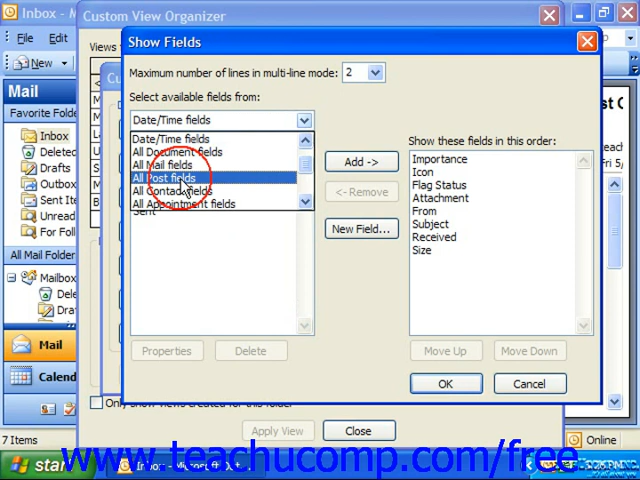 Inbox -
Custom View Organizer
File
Edit
Views
Show Fields
New
Maximum number of lines in multi-line mode: 2
Select available fields from:
Mail
Date/Time fields
Favorite Folder
Date/Time fields
All Document fields
All Mail fields
All Post fields
All Contact fields
All Appointment fields
Sent
Inbox
Deleted
Drafts
Outbox
Sent Ite
Unread
For Foll
All Mail Folder
Mailbox
Dele
Draf
Mail
Calend
Add ->
<- Remove
New Field...
Show these fields in this order:
Importance
Icon
Flag Status
Attachment
From
Subject
Received
Size
Properties
Delete
Move Up
Move Down
OK
Cancel
Only show views created for this folder
Apply View
Close
7 Items
Online
www.teachucomp.com/free
start
Inbox - Microsoft Out...